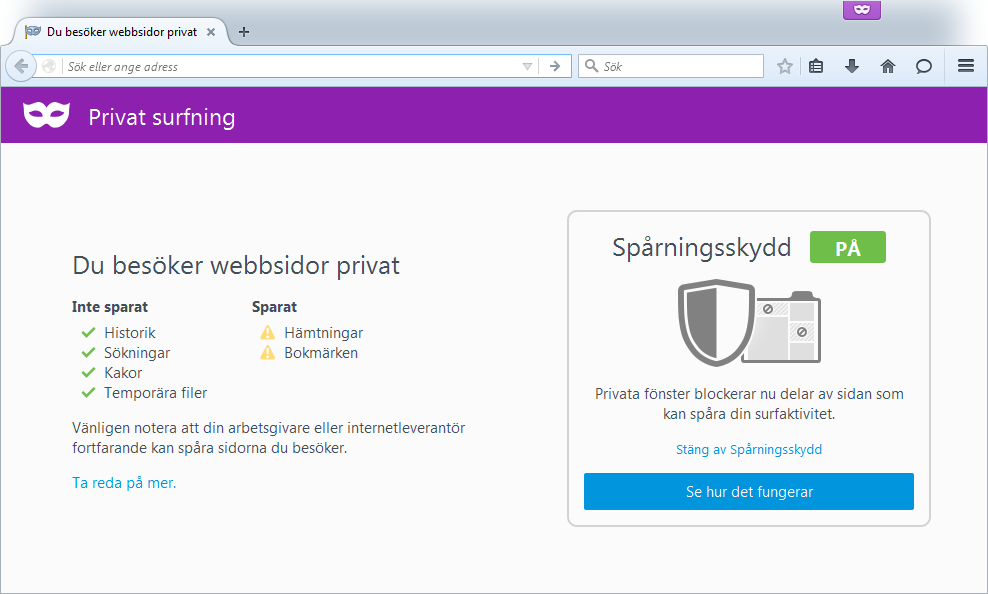 Du besöker webbsidor privat
Sök eller ange adress
Sök
Privat surfning
Du besöker webbsidor privat
Inte sparat
Historik
Sökningar
Kakor
Temporära filer
Sparat
Hämtningar
Bokmärken
Vänligen notera att din arbetsgivare eller internetleverantör
fortfarande kan spåra sidorna du besöker.
Ta reda på mer.
Spårningsskydd
PÅ
Privata fönster blockerar nu delar av sidan som
kan spåra din surfaktivitet.
Stäng av Spårningsskydd
Se hur det fungerar